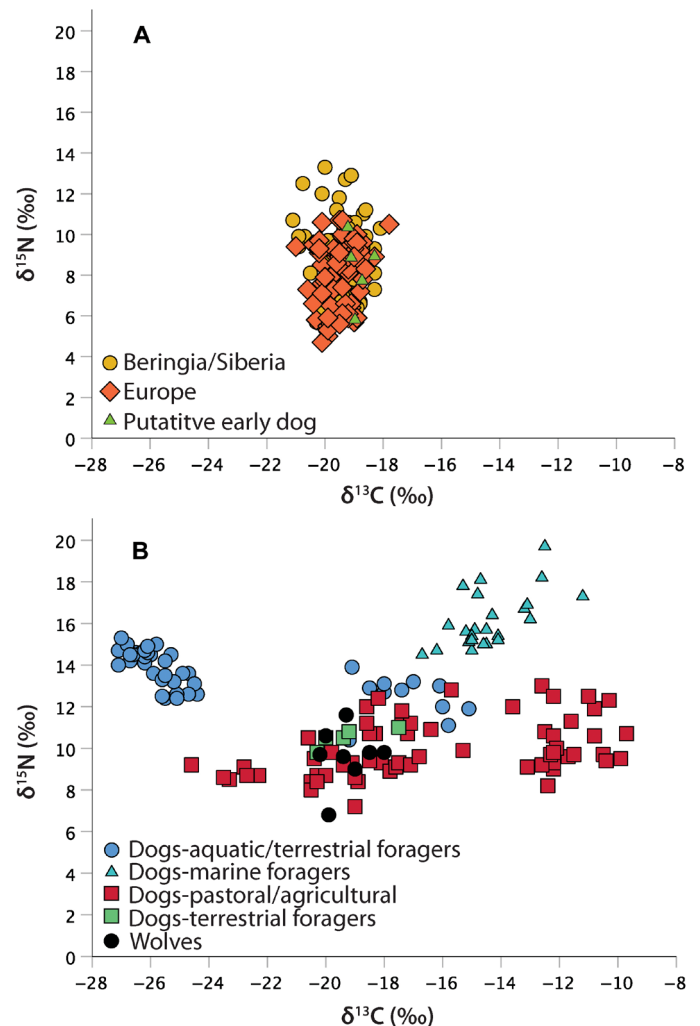 A
20
18
16
14
12
10
8
6
4
2
0
δ¹⁵N (‰)
Beringia/Siberia
Europe
Putatitve early dog
−28 −26 −24 −22 −20 −18 −16 −14 −12 −10 −8
δ¹³C (‰)
B
20
18
16
14
12
10
8
6
4
2
0
δ¹⁵N (‰)
Dogs-aquatic/terrestrial foragers
Dogs-marine foragers
Dogs-pastoral/agricultural
Dogs-terrestrial foragers
Wolves
−28 −26 −24 −22 −20 −18 −16 −14 −12 −10 −8
δ¹³C (‰)